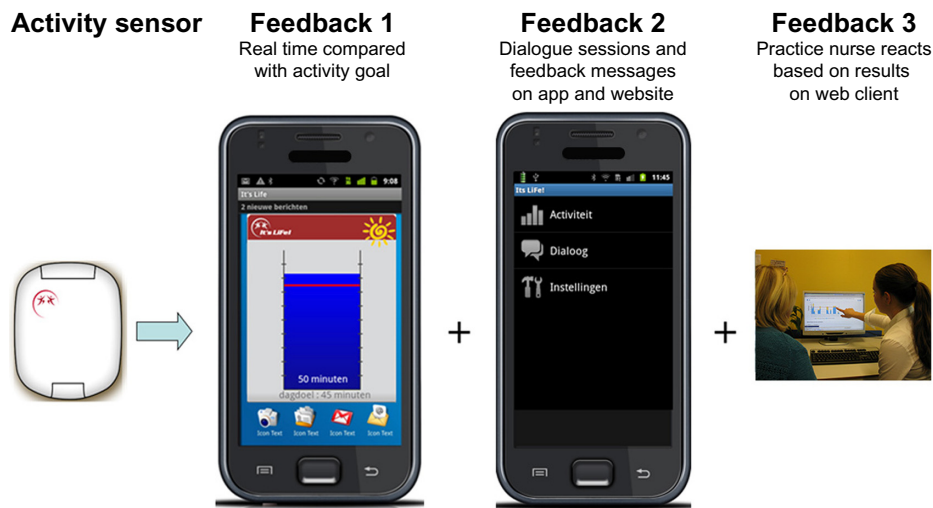 Activity sensor
Feedback 1
Real time compared
with activity goal
Feedback 2
Dialogue sessions and
feedback messages
on app and website
Feedback 3
Practice nurse reacts
based on results
on web client
9:08
It's Life
2 nieuwe berichten
It's LiFe!
50 minuten
dagdoel : 45 minuten
Icon Text
Icon Text
Icon Text
Icon Text
+
11:45
Its LiFe!
Activiteit
Dialoog
Instellingen
+